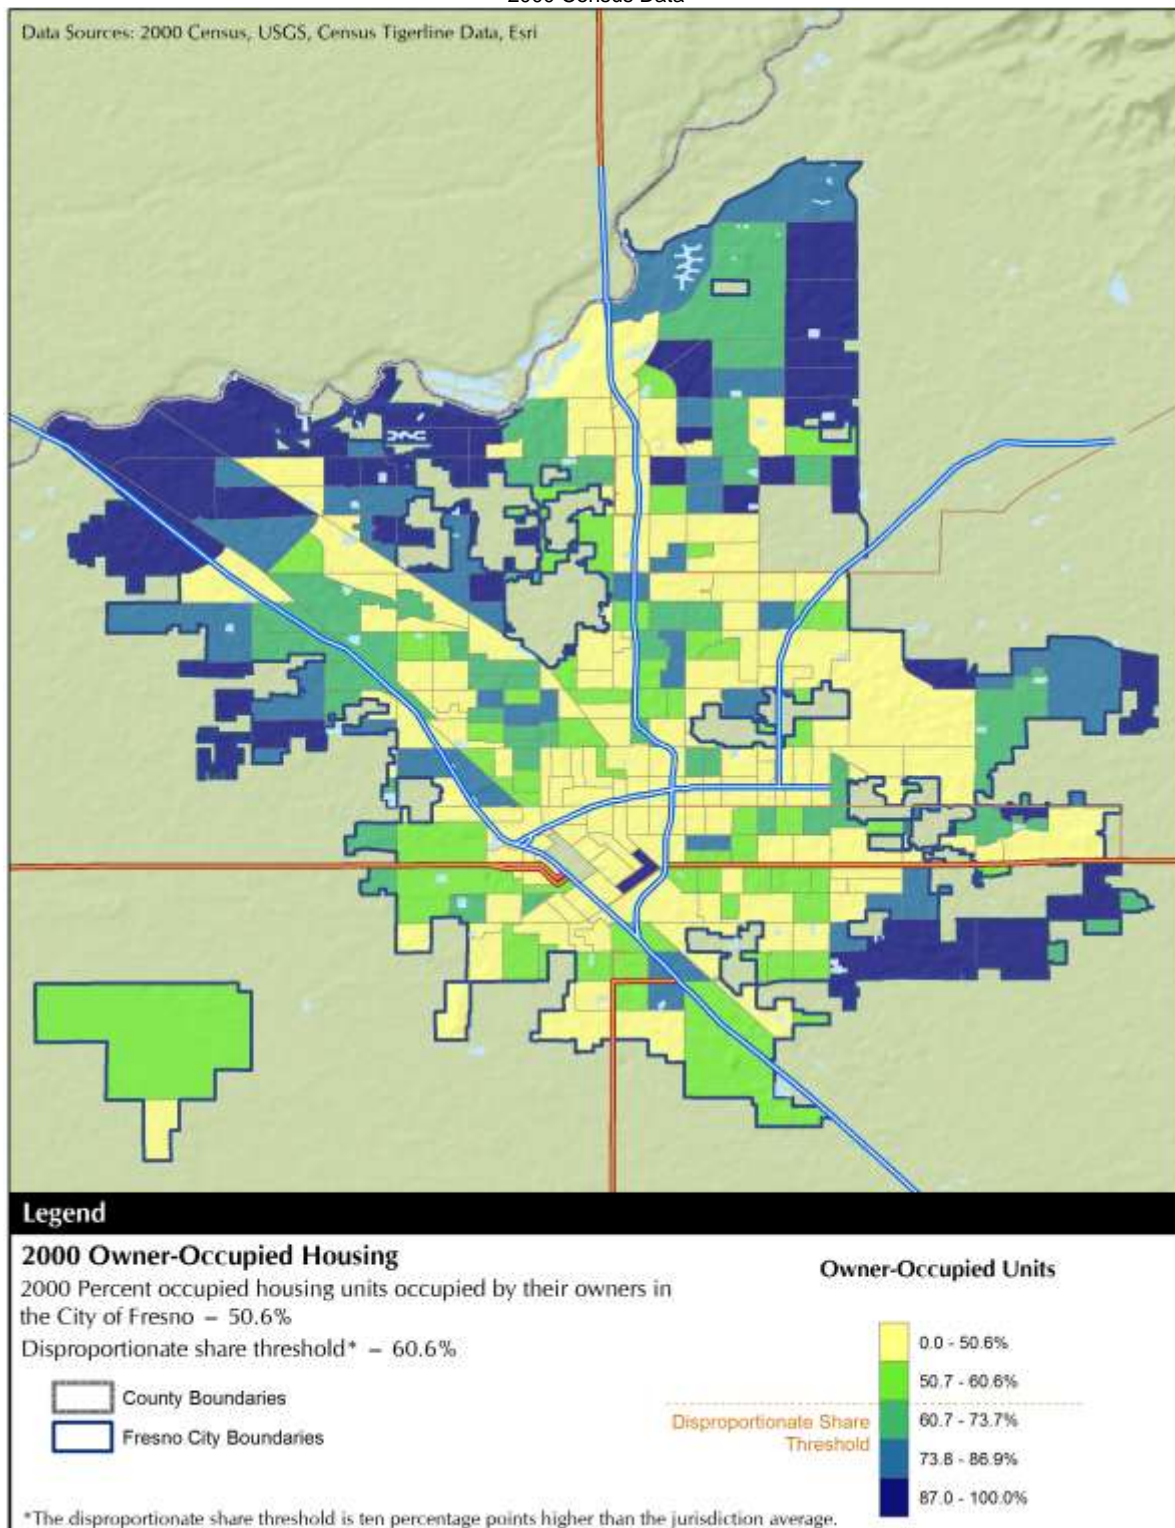 2000 Census Data
Data Sources: 2000 Census, USGS, Census Tigerline Data, Esri
Legend
2000 Owner-Occupied Housing
2000 Percent occupied housing units occupied by their owners in
the City of Fresno – 50.6%
Disproportionate share threshold* – 60.6%
County Boundaries
Fresno City Boundaries
*The disproportionate share threshold is ten percentage points higher than the jurisdiction average.
Owner-Occupied Units
0.0 - 50.6%
50.7 - 60.6%
Disproportionate Share
Threshold
60.7 - 73.7%
73.8 - 86.9%
87.0 - 100.0%